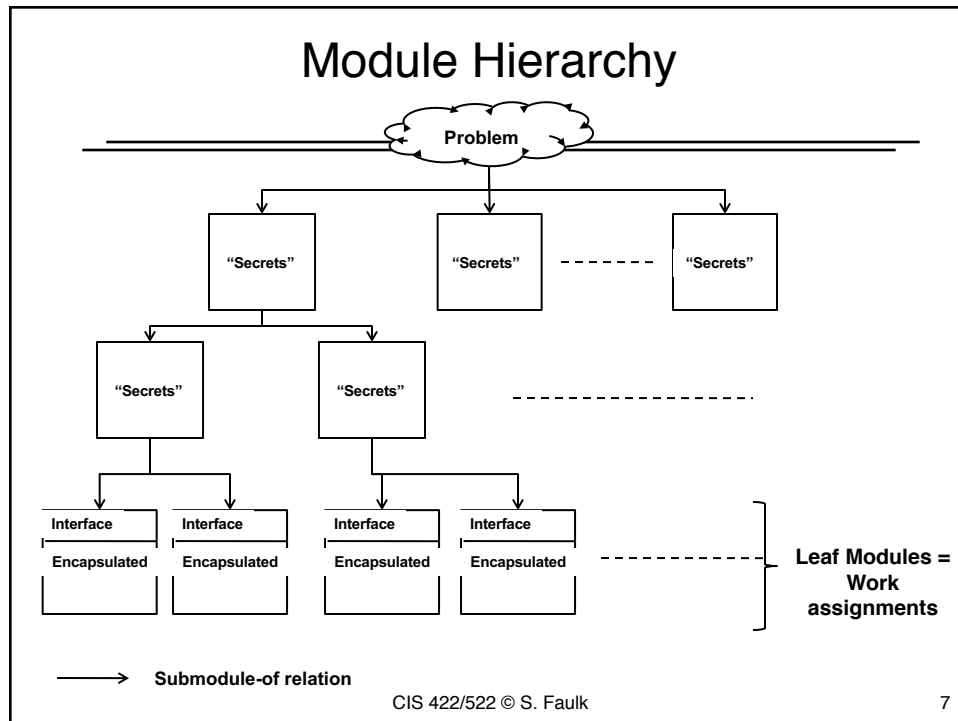 Module Hierarchy
Problem
“Secrets”
“Secrets”
“Secrets”
“Secrets”
“Secrets”
Interface
Interface
Interface
Interface
Encapsulated
Encapsulated
Encapsulated
Encapsulated
Leaf Modules =
Work
assignments
Submodule-of relation
CIS 422/522 © S. Faulk
7